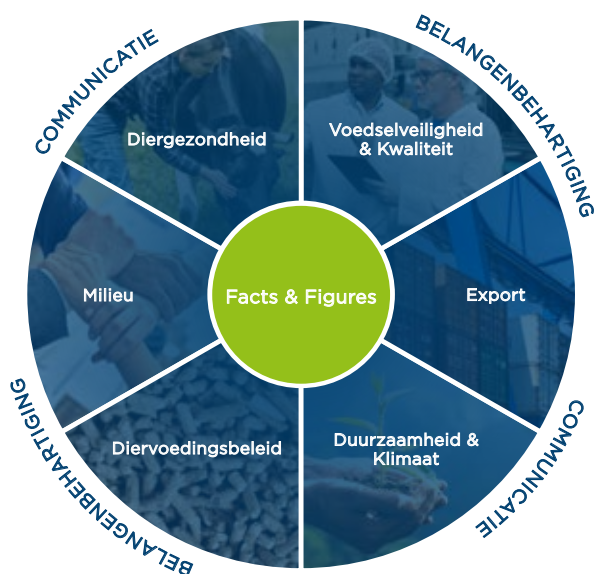 COMMUNICATIE
BELANGENBEHARTIGING
Diergezondheid
Voedselveiligheid
& Kwaliteit
Milieu
Facts & Figures
Export
Diervoedingsbeleid
Duurzaamheid &
Klimaat
BELANGENBEHARTIGING
COMMUNICATIE